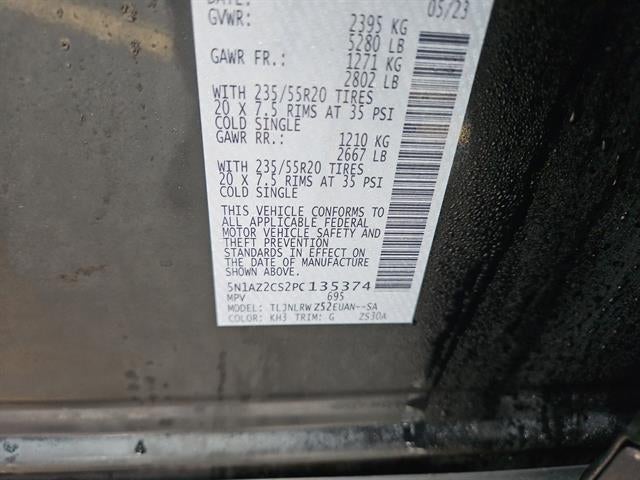 DATE: 05/23
GVWR: 2395 KG
5280 LB
GAWR FR.: 1271 KG
2802 LB
WITH 235/55R20 TIRES
20 X 7.5 RIMS AT 35 PSI
COLD SINGLE
GAWR RR.: 1210 KG
2667 LB
WITH 235/55R20 TIRES
20 X 7.5 RIMS AT 35 PSI
COLD SINGLE
THIS VEHICLE CONFORMS TO
ALL APPLICABLE FEDERAL
MOTOR VEHICLE SAFETY AND
THEFT PREVENTION
STANDARDS IN EFFECT ON
THE DATE OF MANUFACTURE
SHOWN ABOVE.
5N1AZ2CS2PC135374
MPV 695
MODEL: TLJNLRWZ52EUAN--SA
COLOR: KH3 TRIM: G ZS30A